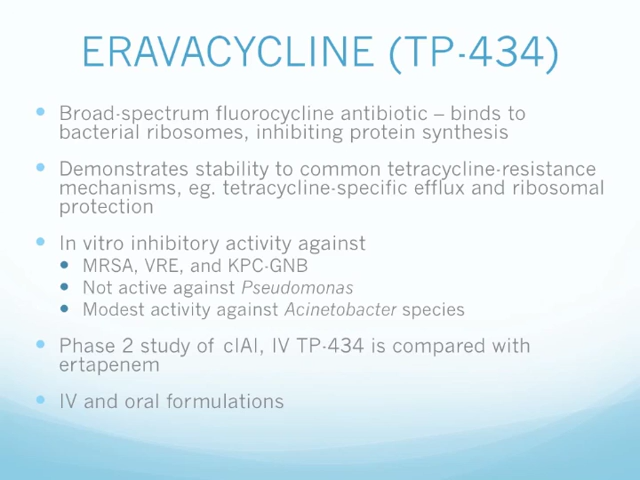 ERAVACYCLINE (TP-434)
• Broad-spectrum fluorocycline antibiotic – binds to
bacterial ribosomes, inhibiting protein synthesis
• Demonstrates stability to common tetracycline-resistance
mechanisms, eg. tetracycline-specific efflux and ribosomal
protection
• In vitro inhibitory activity against
• MRSA, VRE, and KPC-GNB
• Not active against Pseudomonas
• Modest activity against Acinetobacter species
• Phase 2 study of cIAI, IV TP-434 is compared with
ertapenem
• IV and oral formulations